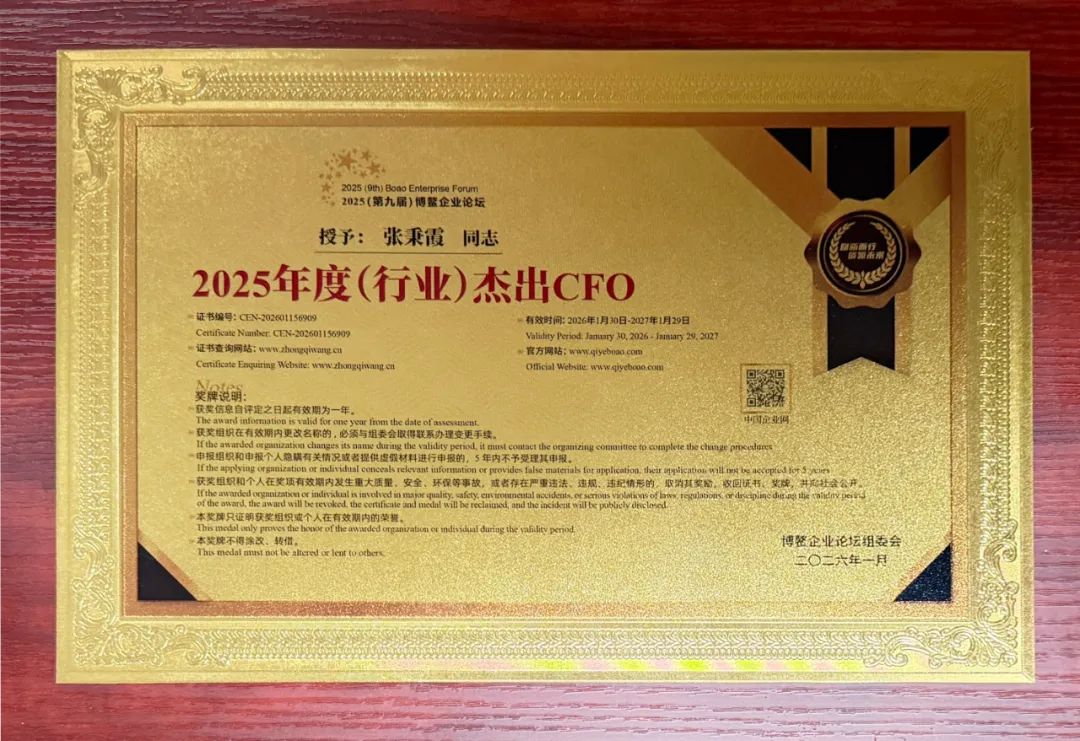 2025 (9th) Boao Enterprise Forum
2025(第九届)博鳌企业论坛
授予： 张秉霞 同志
2025年度(行业)杰出CFO
证书编号: CEN-202601156909
Certificate Number: CEN-202601156909
证书查询网站: www.zhongqiwang.cn
Certificate Enquiring Website: www.zhongqiwang.cn
有效时间: 2026年1月30日-2027年1月29日
Validity Period: January 30, 2026 - January 29, 2027
官方网站: www.qiyeboao.com
Official Website: www.qiyeboao.com
中国企业网
Notes
奖牌说明:
获奖信息自评定之日起有效期为一年。
The award information is valid for one year from the date of assessment.
获奖组织在有效期内更改名称的，必须与组委会取得联系办理变更手续。
If the awarded organization changes its name during the validity period, it must contact the organizing committee to complete the change procedures
申报组织和申报个人隐瞒有关情况或者提供虚假材料进行申报的，5年内不予受理其申报。
If the applying organization or individual conceals relevant information or provides false materials for application, their application will not be accepted for 5 years
获奖组织和个人在奖项有效期内发生重大质量、安全、环保等事故，或者存在严重违法、违规、违纪情形的，取消其奖励，收回证书、奖牌，并向社会公开。
If the awarded organization or individual is involved in major quality, safety, environmental accidents, or serious violations of laws, regulations, or discipline during the validity period
of the award, the award will be revoked, the certificate and medal will be reclaimed, and the incident will be publicly disclosed.
本奖牌只证明获奖组织或个人在有效期内的荣誉。
This medal only proves the honor of the awarded organization or individual during the validity period.
本奖牌不得涂改、转借。
This medal must not be altered or lent to others.
博鳌企业论坛组委会
二〇二六年一月